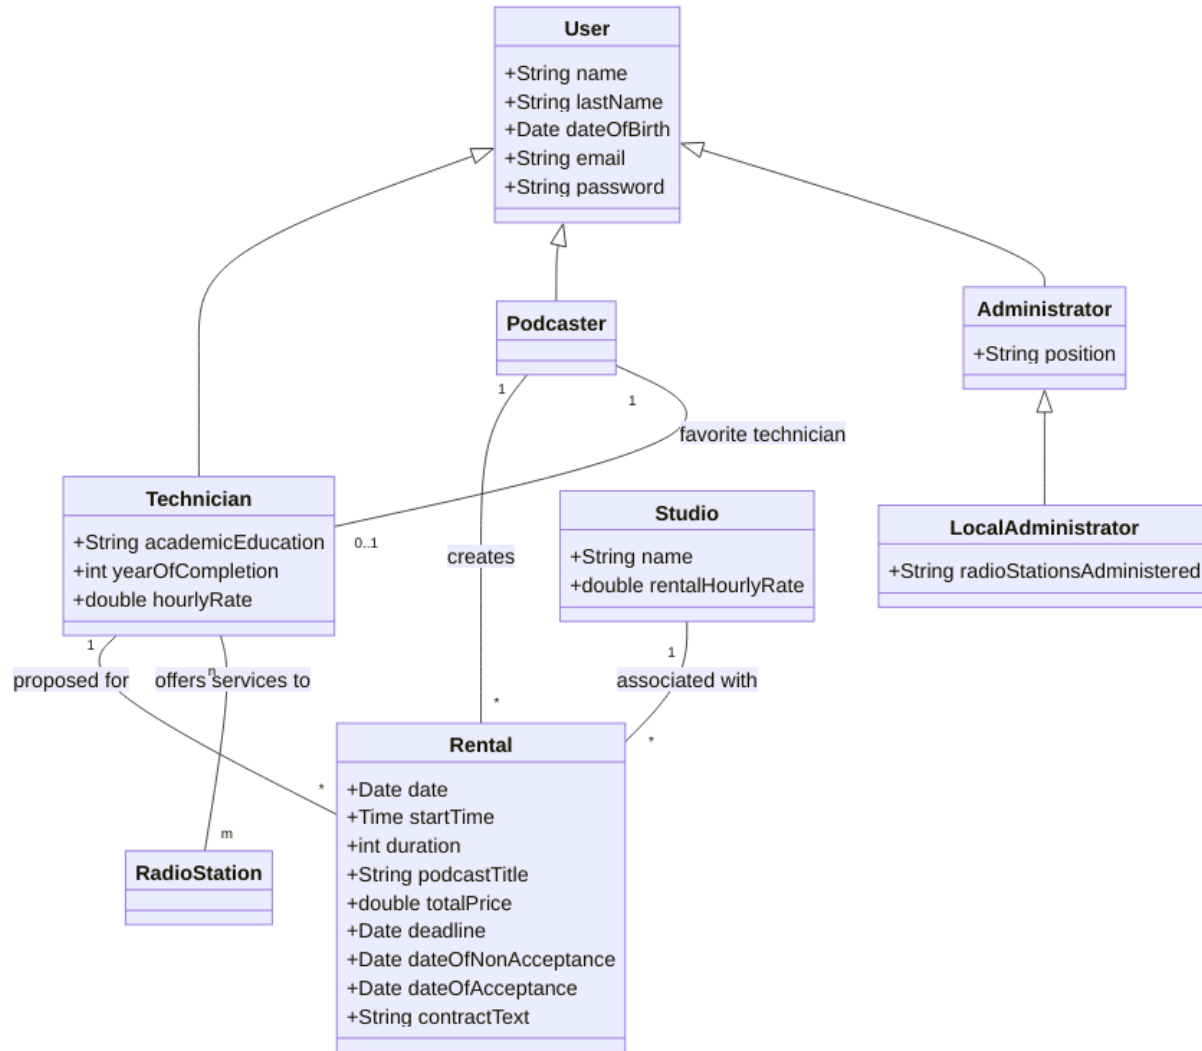 User
+String name
+String lastName
+Date dateOfBirth
+String email
+String password
Podcaster
Administrator
+String position
1
1
favorite technician
Technician
+String academicEducation
+int yearOfCompletion
+double hourlyRate
0..1
creates
Studio
+String name
+double rentalHourlyRate
LocalAdministrator
+String radioStationsAdministered
1
proposed for
n
offers services to
1
associated with
*
*
*
m
RadioStation
Rental
+Date date
+Time startTime
+int duration
+String podcastTitle
+double totalPrice
+Date deadline
+Date dateOfNonAcceptance
+Date dateOfAcceptance
+String contractText